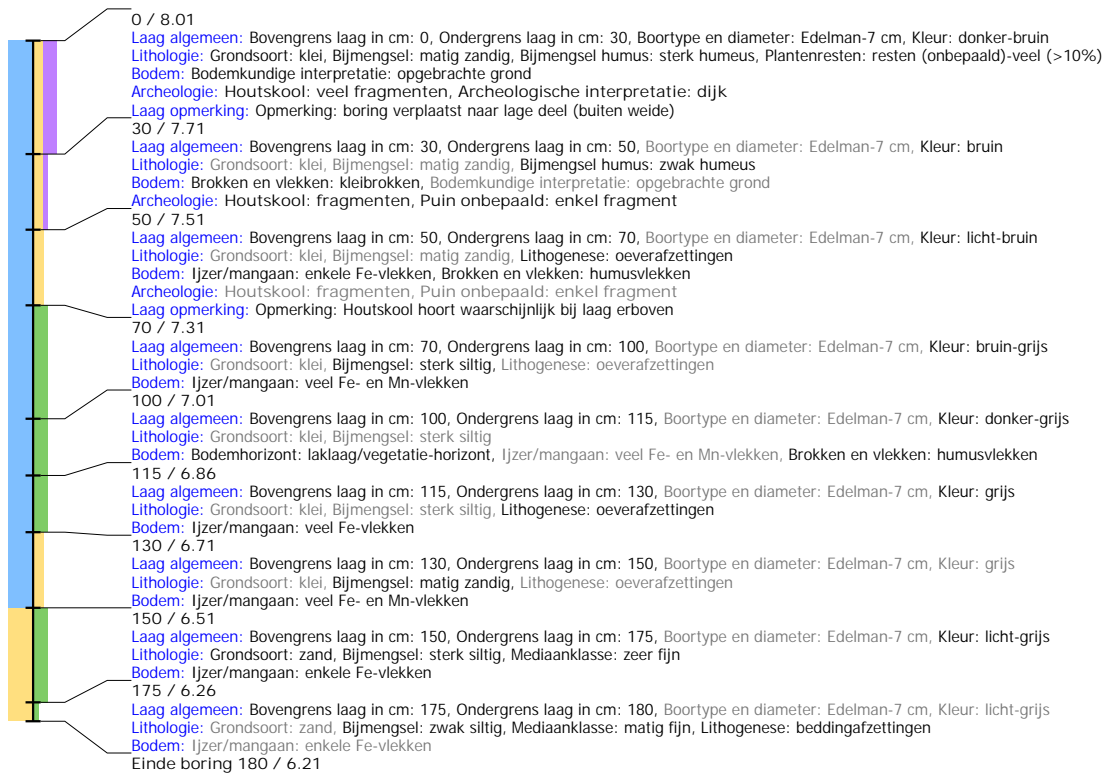 0 / 8.01
Laag algemeen: Bovengrens laag in cm: 0, Ondergrens laag in cm: 30, Boortype en diameter: Edelman-7 cm, Kleur: donker-bruin
Lithologie: Grondsoort: klei, Bijmengsel: matig zandig, Bijmengsel humus: sterk humeus, Plantenresten: resten (onbepaald)-veel (>10%)
Bodem: Bodemkundige interpretatie: opgebrachte grond
Archeologie: Houtskool: veel fragmenten, Archeologische interpretatie: dijk
Laag opmerking: Opmerking: boring verplaatst naar lage deel (buiten weide)
30 / 7.71
Laag algemeen: Bovengrens laag in cm: 30, Ondergrens laag in cm: 50, Boortype en diameter: Edelman-7 cm, Kleur: bruin
Lithologie: Grondsoort: klei, Bijmengsel: matig zandig, Bijmengsel humus: zwak humeus
Bodem: Brokken en vlekken: kleibrokken, Bodemkundige interpretatie: opgebrachte grond
Archeologie: Houtskool: fragmenten, Puin onbepaald: enkel fragment
50 / 7.51
Laag algemeen: Bovengrens laag in cm: 50, Ondergrens laag in cm: 70, Boortype en diameter: Edelman-7 cm, Kleur: licht-bruin
Lithologie: Grondsoort: klei, Bijmengsel: matig zandig, Lithogenese: oeverafzettingen
Bodem: Ijzer/mangaan: enkele Fe-vlekken, Brokken en vlekken: humusvlekken
Archeologie: Houtskool: fragmenten, Puin onbepaald: enkel fragment
Laag opmerking: Opmerking: Houtskool hoort waarschijnlijk bij laag erboven
70 / 7.31
Laag algemeen: Bovengrens laag in cm: 70, Ondergrens laag in cm: 100, Boortype en diameter: Edelman-7 cm, Kleur: bruin-grijs
Lithologie: Grondsoort: klei, Bijmengsel: sterk siltig, Lithogenese: oeverafzettingen
Bodem: Ijzer/mangaan: veel Fe- en Mn-vlekken
100 / 7.01
Laag algemeen: Bovengrens laag in cm: 100, Ondergrens laag in cm: 115, Boortype en diameter: Edelman-7 cm, Kleur: donker-grijs
Lithologie: Grondsoort: klei, Bijmengsel: sterk siltig
Bodem: Bodemhorizont: laklaag/vegetatie-horizont, Ijzer/mangaan: veel Fe- en Mn-vlekken, Brokken en vlekken: humusvlekken
115 / 6.86
Laag algemeen: Bovengrens laag in cm: 115, Ondergrens laag in cm: 130, Boortype en diameter: Edelman-7 cm, Kleur: grijs
Lithologie: Grondsoort: klei, Bijmengsel: sterk siltig, Lithogenese: oeverafzettingen
Bodem: Ijzer/mangaan: veel Fe-vlekken
130 / 6.71
Laag algemeen: Bovengrens laag in cm: 130, Ondergrens laag in cm: 150, Boortype en diameter: Edelman-7 cm, Kleur: grijs
Lithologie: Grondsoort: klei, Bijmengsel: matig zandig, Lithogenese: oeverafzettingen
Bodem: Ijzer/mangaan: veel Fe- en Mn-vlekken
150 / 6.51
Laag algemeen: Bovengrens laag in cm: 150, Ondergrens laag in cm: 175, Boortype en diameter: Edelman-7 cm, Kleur: licht-grijs
Lithologie: Grondsoort: zand, Bijmengsel: sterk siltig, Mediaanklasse: zeer fijn
Bodem: Ijzer/mangaan: enkele Fe-vlekken
175 / 6.26
Laag algemeen: Bovengrens laag in cm: 175, Ondergrens laag in cm: 180, Boortype en diameter: Edelman-7 cm, Kleur: licht-grijs
Lithologie: Grondsoort: zand, Bijmengsel: zwak siltig, Mediaanklasse: matig fijn, Lithogenese: beddingafzettingen
Bodem: Ijzer/mangaan: enkele Fe-vlekken
Einde boring 180 / 6.21